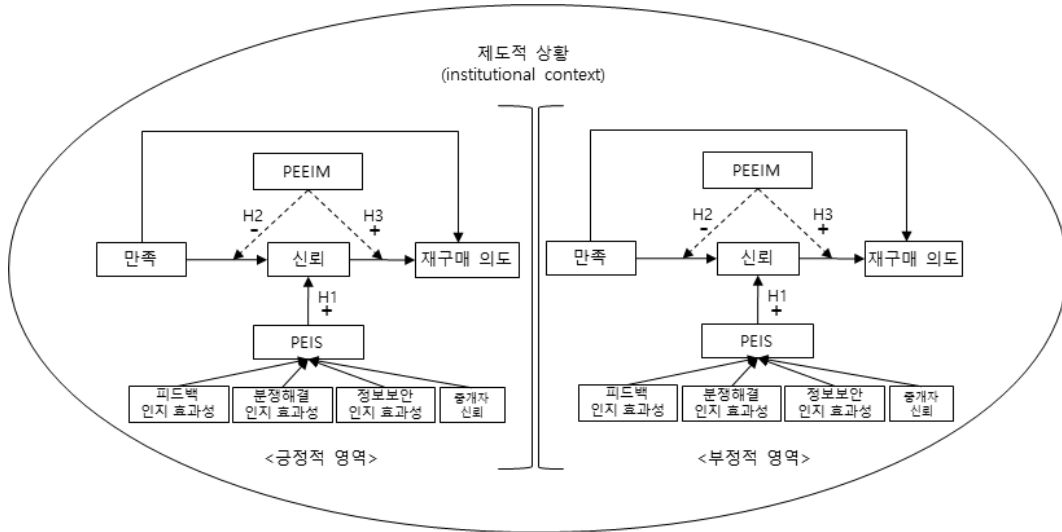 제도적 상황
(institutional context)
PEEIM
H2
-
H3
+
만족
신뢰
재구매 의도
H1
+
PEIS
피드백
인지 효과성
분쟁해결
인지 효과성
정보보안
인지 효과성
중개자
신뢰
<긍정적 영역>
PEEIM
H2
-
H3
+
만족
신뢰
재구매 의도
H1
+
PEIS
피드백
인지 효과성
분쟁해결
인지 효과성
정보보안
인지 효과성
중개자
신뢰
<부정적 영역>